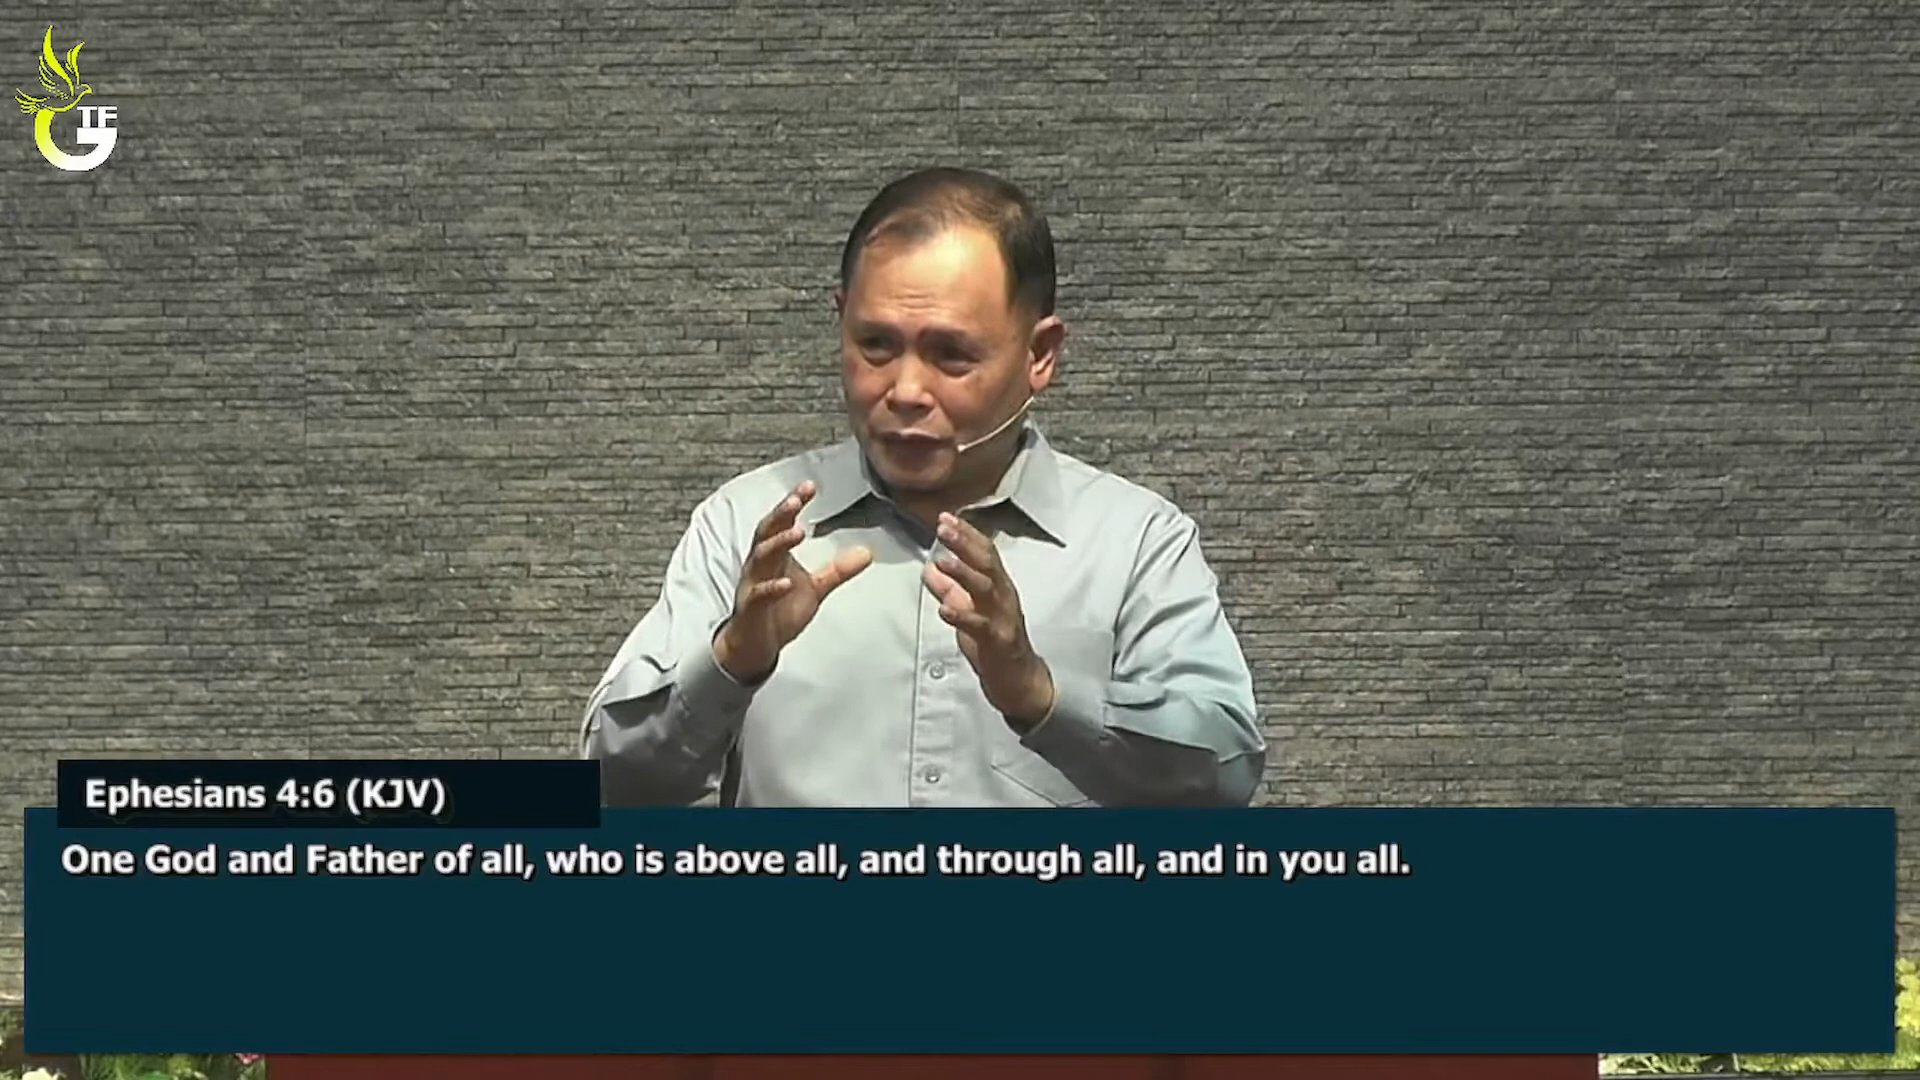 TF
G
Ephesians 4:6 (KJV)
One God and Father of all, who is above all, and through all, and in you all.